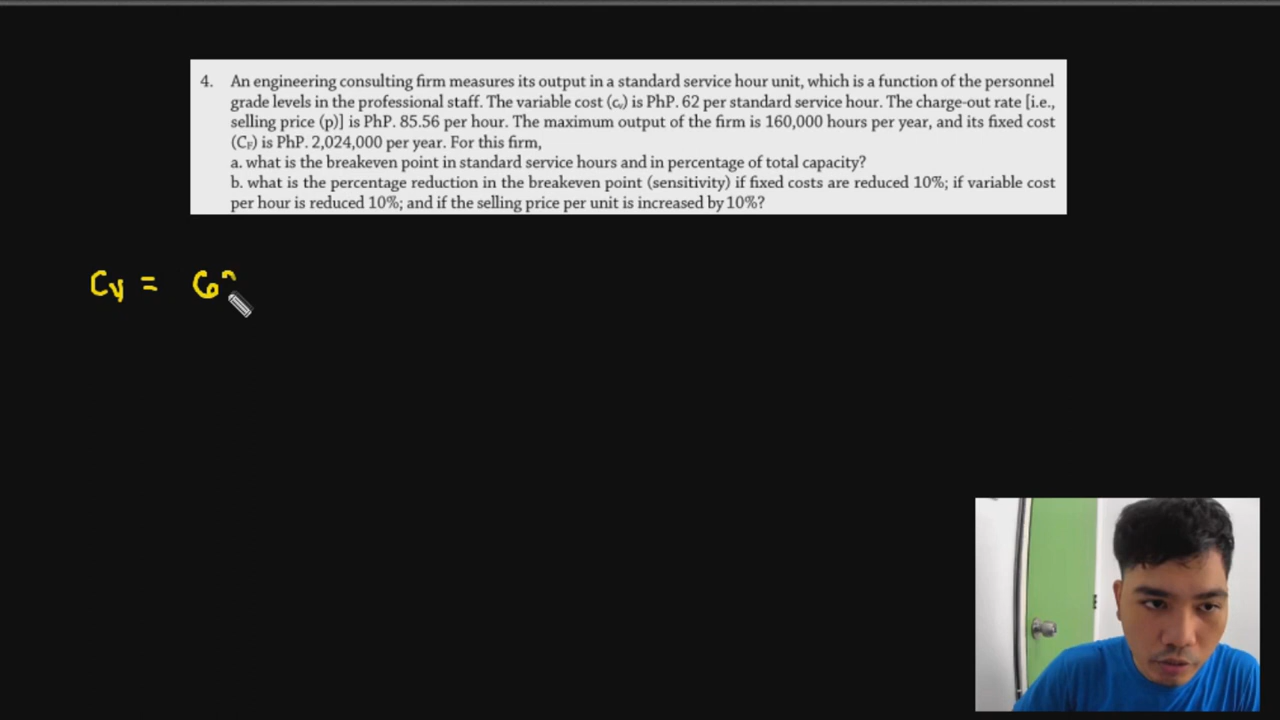 4. An engineering consulting firm measures its output in a standard service hour unit, which is a function of the personnel
grade levels in the professional staff. The variable cost (cᵥ) is PhP. 62 per standard service hour. The charge-out rate [i.e.,
selling price (p)] is PhP. 85.56 per hour. The maximum output of the firm is 160,000 hours per year, and its fixed cost
(C_F) is PhP. 2,024,000 per year. For this firm,
a. what is the breakeven point in standard service hours and in percentage of total capacity?
b. what is the percentage reduction in the breakeven point (sensitivity) if fixed costs are reduced 10%; if variable cost
per hour is reduced 10%; and if the selling price per unit is increased by 10%?
Cv = 6